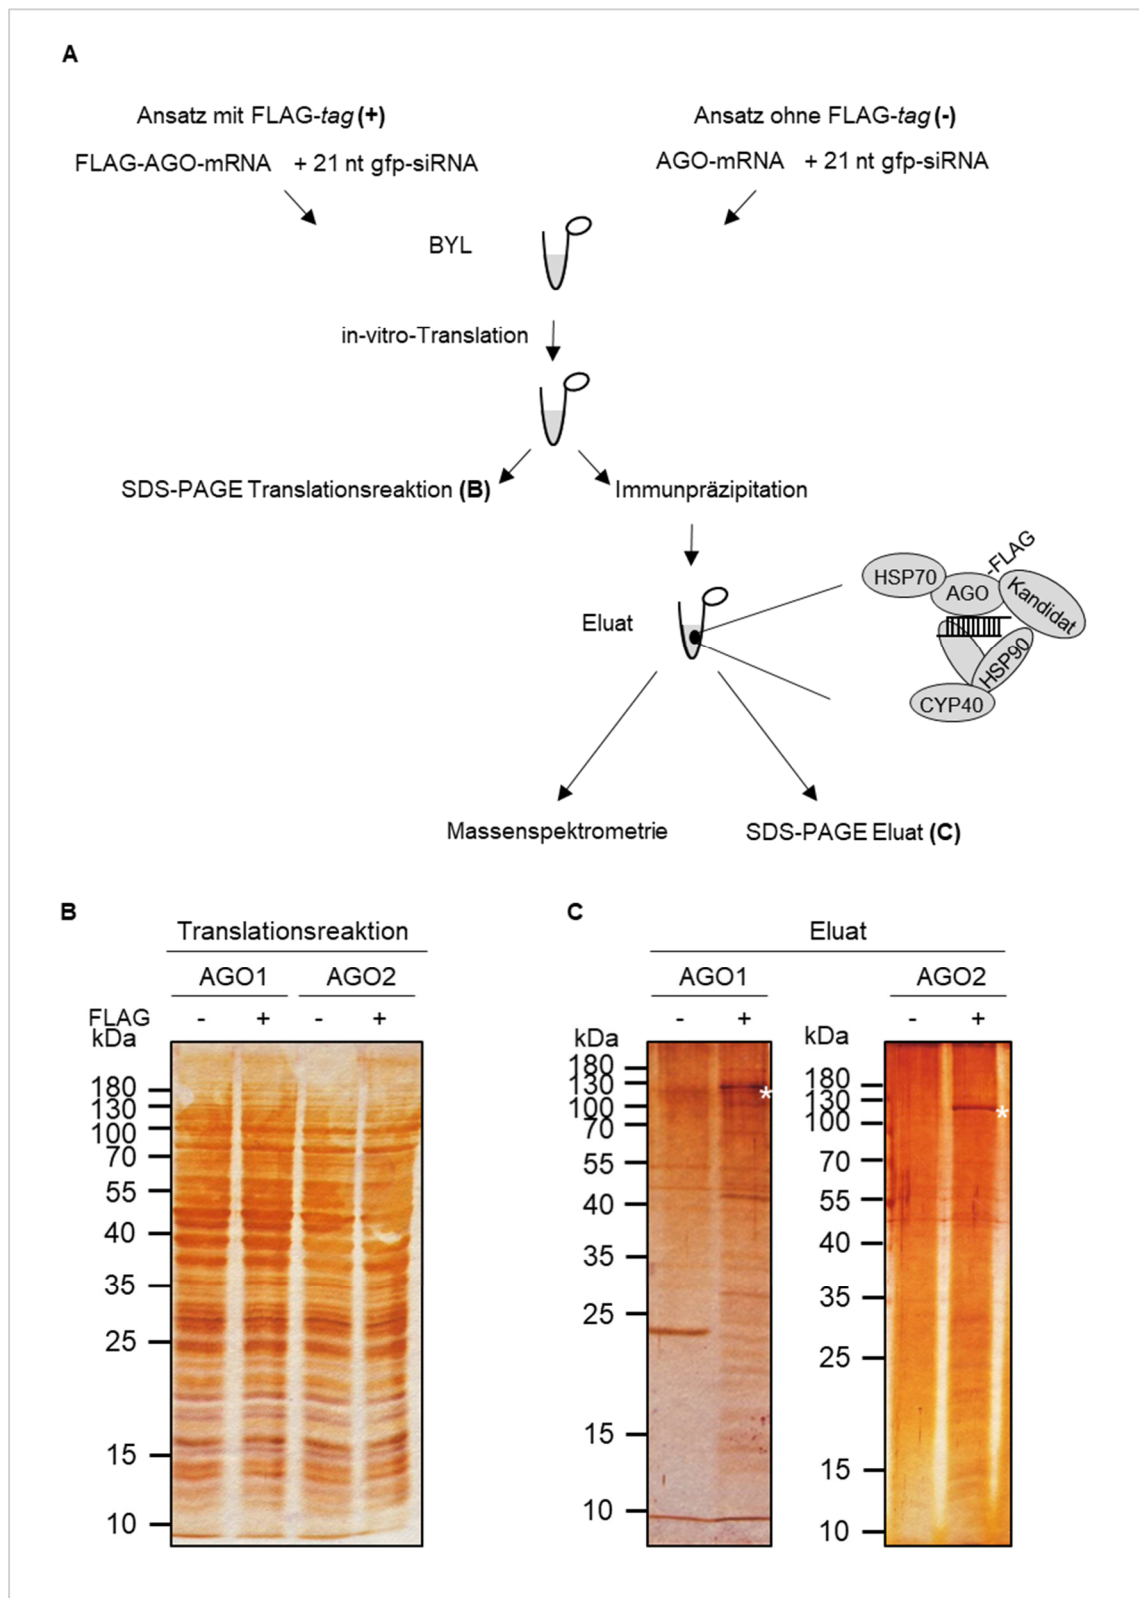 A
Ansatz mit FLAG-tag (+)
Ansatz ohne FLAG-tag (-)
FLAG-AGO-mRNA + 21 nt gfp-siRNA
AGO-mRNA + 21 nt gfp-siRNA
BYL
in-vitro-Translation
SDS-PAGE Translationsreaktion (B)
Immunpräzipitation
Eluat
HSP70
AGO
-FLAG
Kandidat
HSP90
CYP40
Massenspektrometrie
SDS-PAGE Eluat (C)
B
Translationsreaktion
AGO1
AGO2
FLAG - + - +
kDa
180
130
100
70
55
40
35
25
15
10
C
Eluat
AGO1
- +
kDa
180
130
100
70
55
40
35
25
15
10
*
AGO2
- +
kDa
180
130
100
70
55
40
35
25
15
10
*